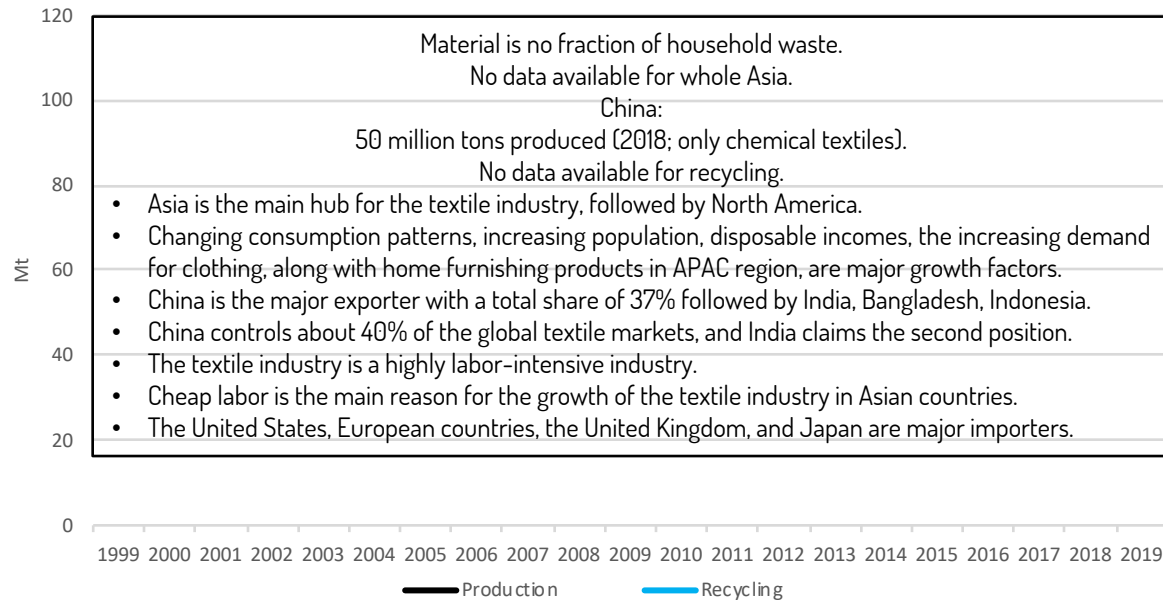 120
Material is no fraction of household waste.
No data available for whole Asia.
100
China:
50 million tons produced (2018; only chemical textiles).
No data available for recycling.
80
• Asia is the main hub for the textile industry, followed by North America.
• Changing consumption patterns, increasing population, disposable incomes, the increasing demand
for clothing, along with home furnishing products in APAC region, are major growth factors.
60
Mt
• China is the major exporter with a total share of 37% followed by India, Bangladesh, Indonesia.
• China controls about 40% of the global textile markets, and India claims the second position.
40
• The textile industry is a highly labor-intensive industry.
• Cheap labor is the main reason for the growth of the textile industry in Asian countries.
• The United States, European countries, the United Kingdom, and Japan are major importers.
20
0
1999 2000 2001 2002 2003 2004 2005 2006 2007 2008 2009 2010 2011 2012 2013 2014 2015 2016 2017 2018 2019
Production Recycling